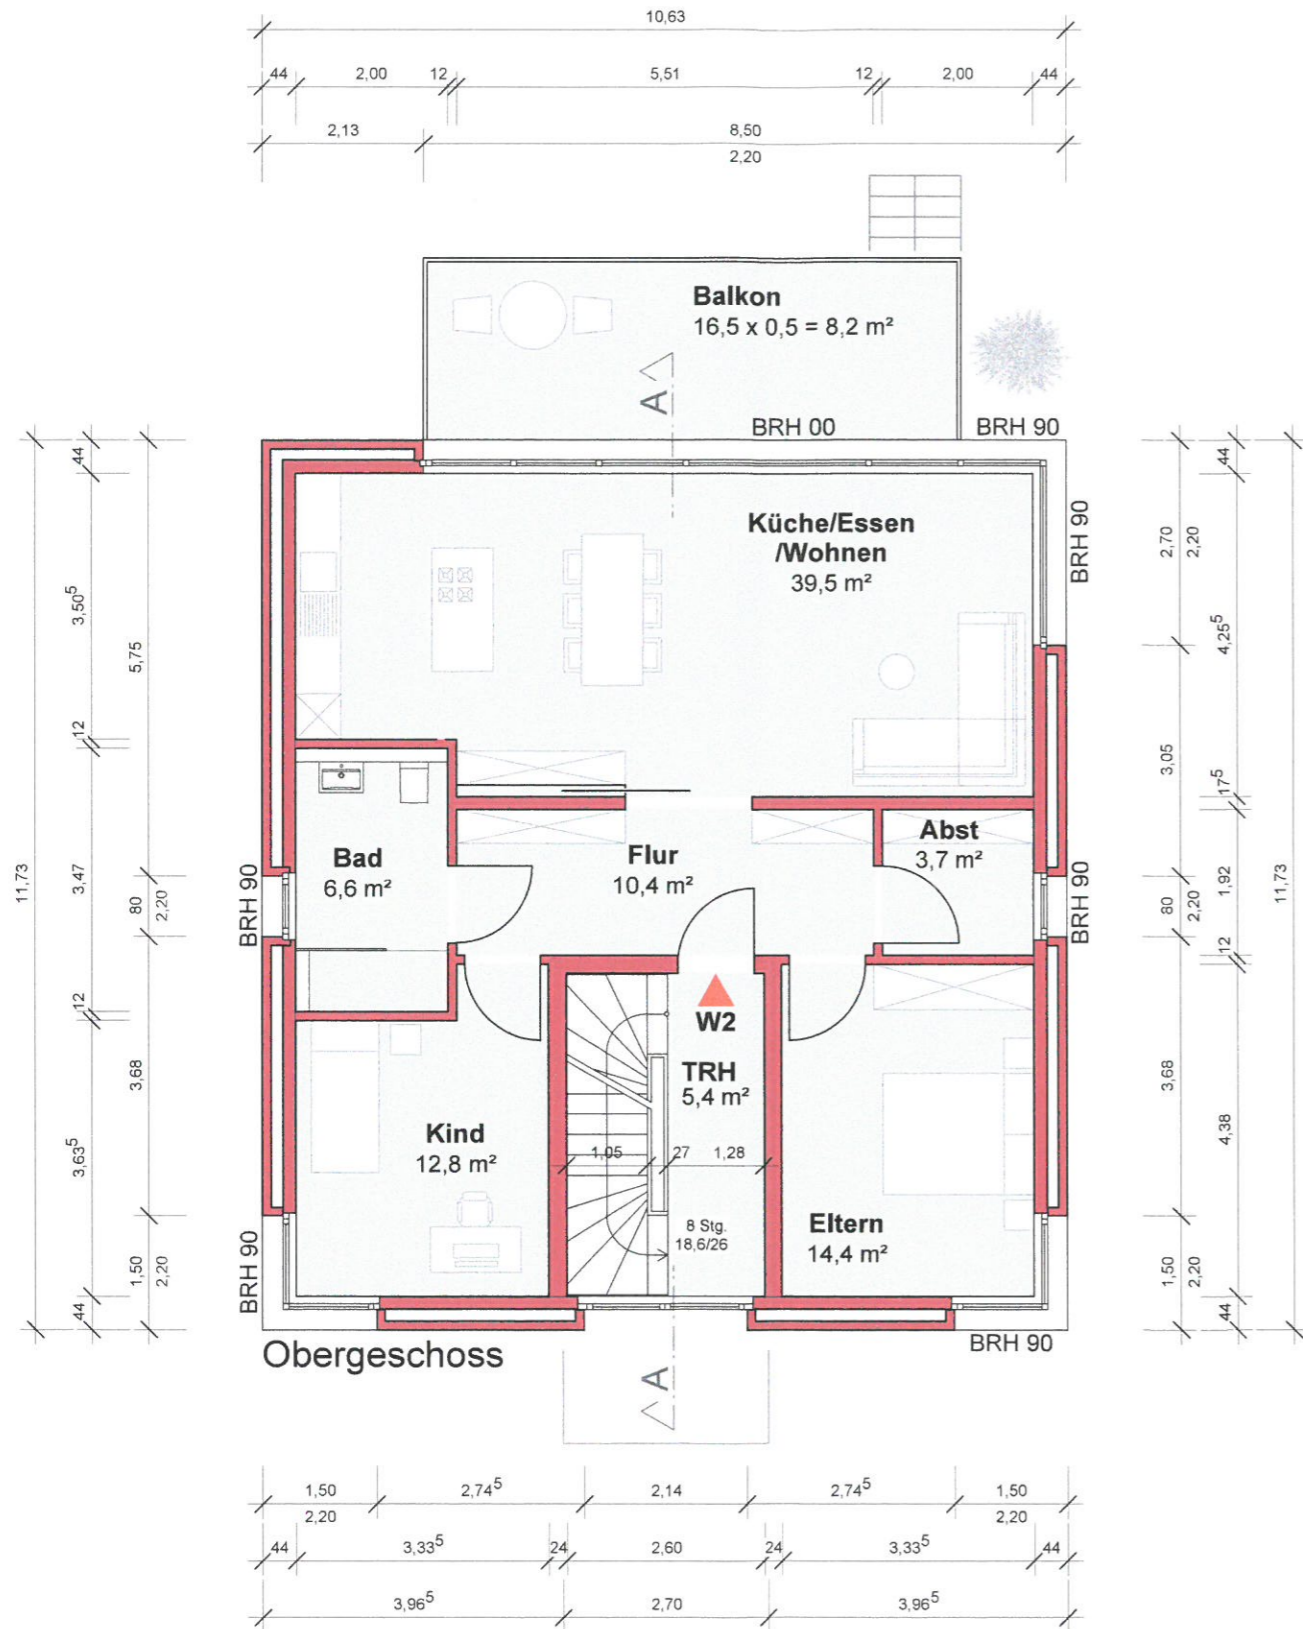 10,63
44 2,00 12 5,51 12 2,00 44
2,13 8,50
2,20
Balkon
16,5 x 0,5 = 8,2 m²
A
BRH 00 BRH 90
Küche/Essen
/Wohnen
39,5 m²
BRH 90
44
3,50⁵
12
3,47
12
3,63⁵
44
11,73
5,75
80
2,20
3,68
1,50
2,20
2,70
2,20
3,05
80
2,20
3,68
1,50
2,20
44
4,25⁵
17⁵
1,92
12
4,38
44
11,73
Bad
6,6 m²
Flur
10,4 m²
Abst
3,7 m²
BRH 90
BRH 90
W2
TRH
5,4 m²
Kind
12,8 m²
1,05 27 1,28
8 Stg.
18,6/26
Eltern
14,4 m²
BRH 90
BRH 90
Obergeschoss
A
1,50 2,74⁵ 2,14 2,74⁵ 1,50
2,20 2,20
44 3,33⁵ 24 2,60 24 3,33⁵ 44
3,96⁵ 2,70 3,96⁵